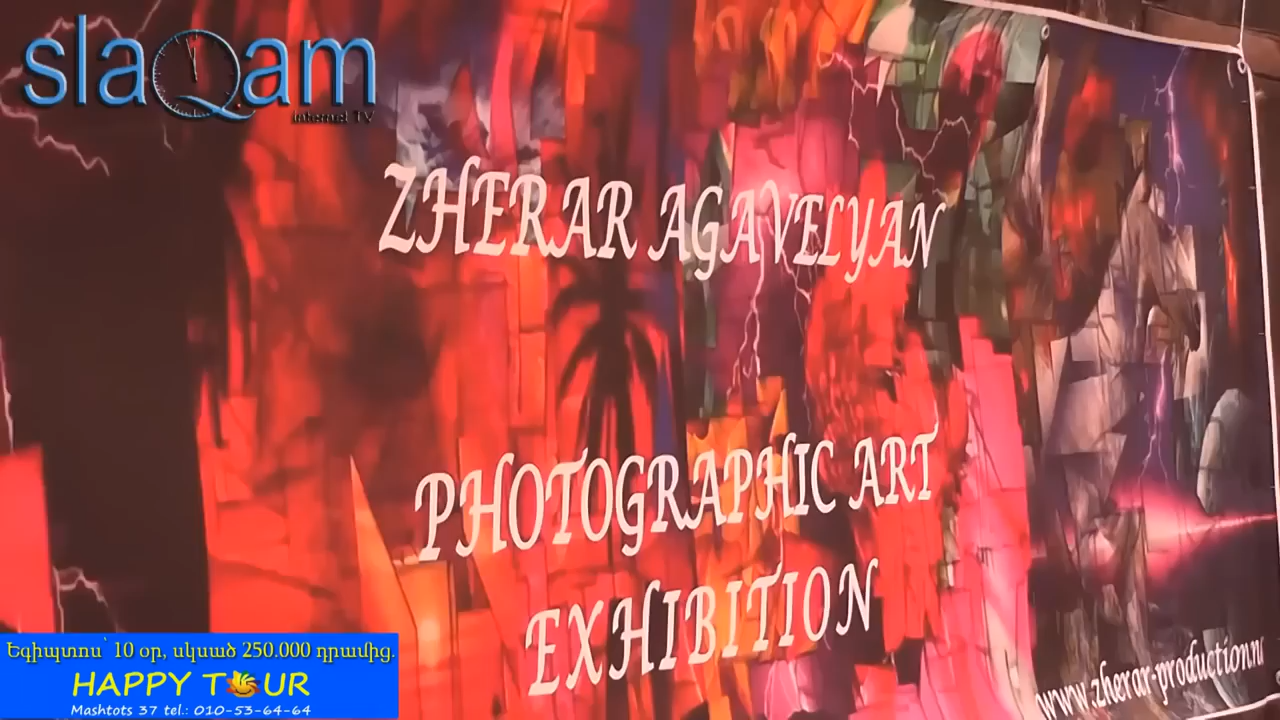 slaQam
internet TV
ZHERAR AGAVELYAN
PHOTOGRAPHIC ART
EXHIBITION
www.zherar-production.ru
Եգիպտոս՝ 10 օր, սկսած 250.000 դրամից.
HAPPY TOUR
Mashtots 37 tel.: 010-53-64-64